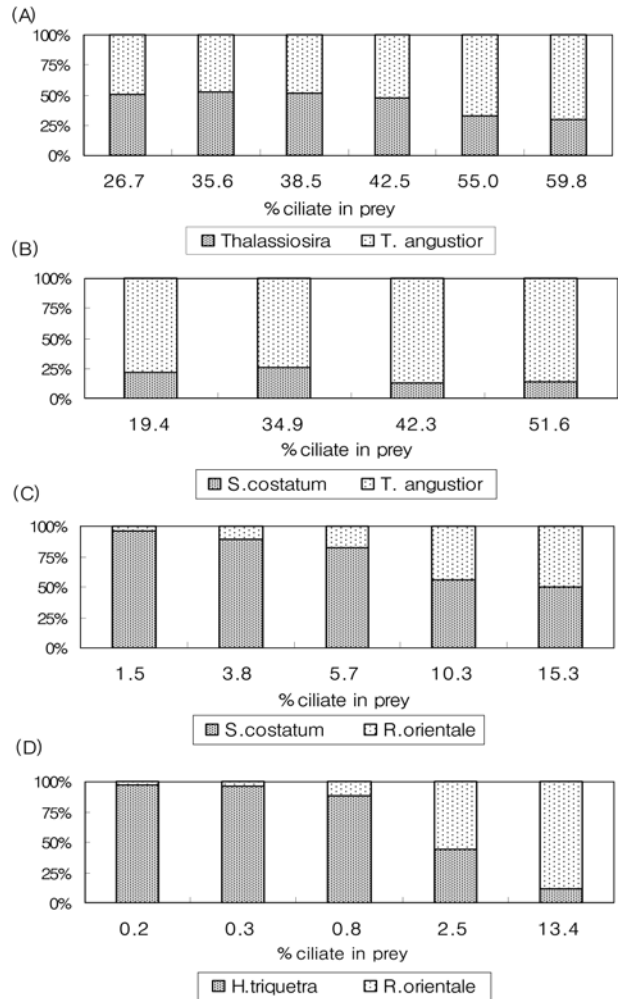 (A)
100%
75%
50%
25%
0%
26.7 35.6 38.5 42.5 55.0 59.8
% ciliate in prey
Thalassiosira T. angustior
(B)
100%
75%
50%
25%
0%
19.4 34.9 42.3 51.6
% ciliate in prey
S.costatum T. angustior
(C)
100%
75%
50%
25%
0%
1.5 3.8 5.7 10.3 15.3
% ciliate in prey
S.costatum R.orientale
(D)
100%
75%
50%
25%
0%
0.2 0.3 0.8 2.5 13.4
% ciliate in prey
H.triquetra R.orientale